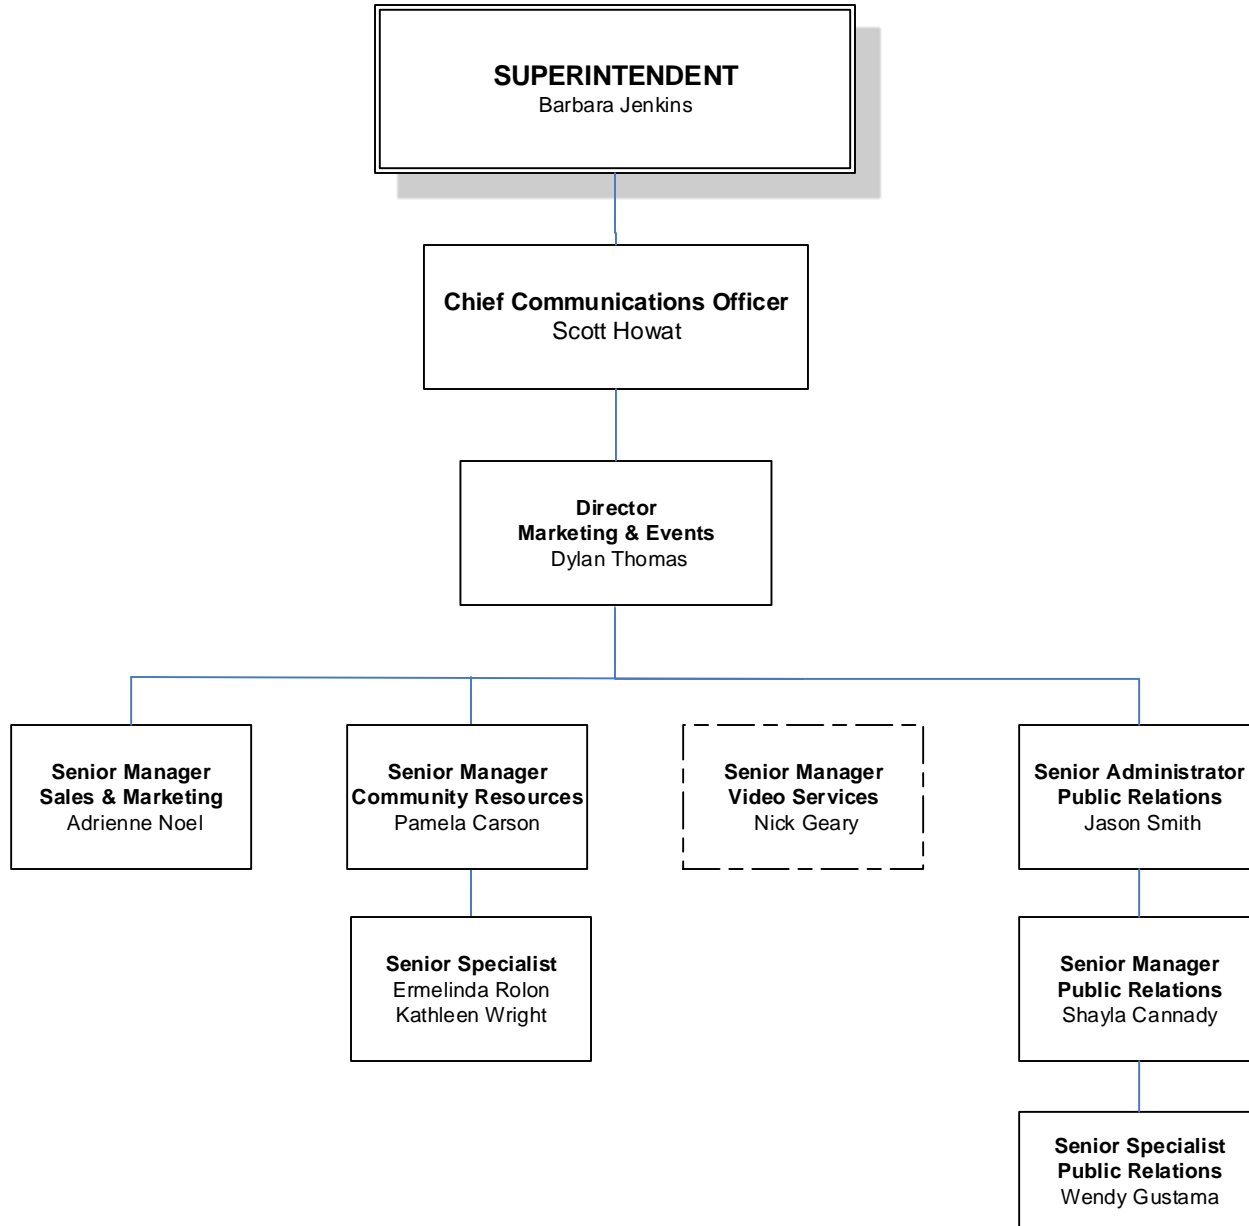 SUPERINTENDENT
Barbara Jenkins
Chief Communications Officer
Scott Howat
Director
Marketing & Events
Dylan Thomas
Senior Manager
Sales & Marketing
Adrienne Noel
Senior Manager
Community Resources
Pamela Carson
Senior Manager
Video Services
Nick Geary
Senior Administrator
Public Relations
Jason Smith
Senior Specialist
Ermelinda Rolon
Kathleen Wright
Senior Manager
Public Relations
Shayla Cannady
Senior Specialist
Public Relations
Wendy Gustama